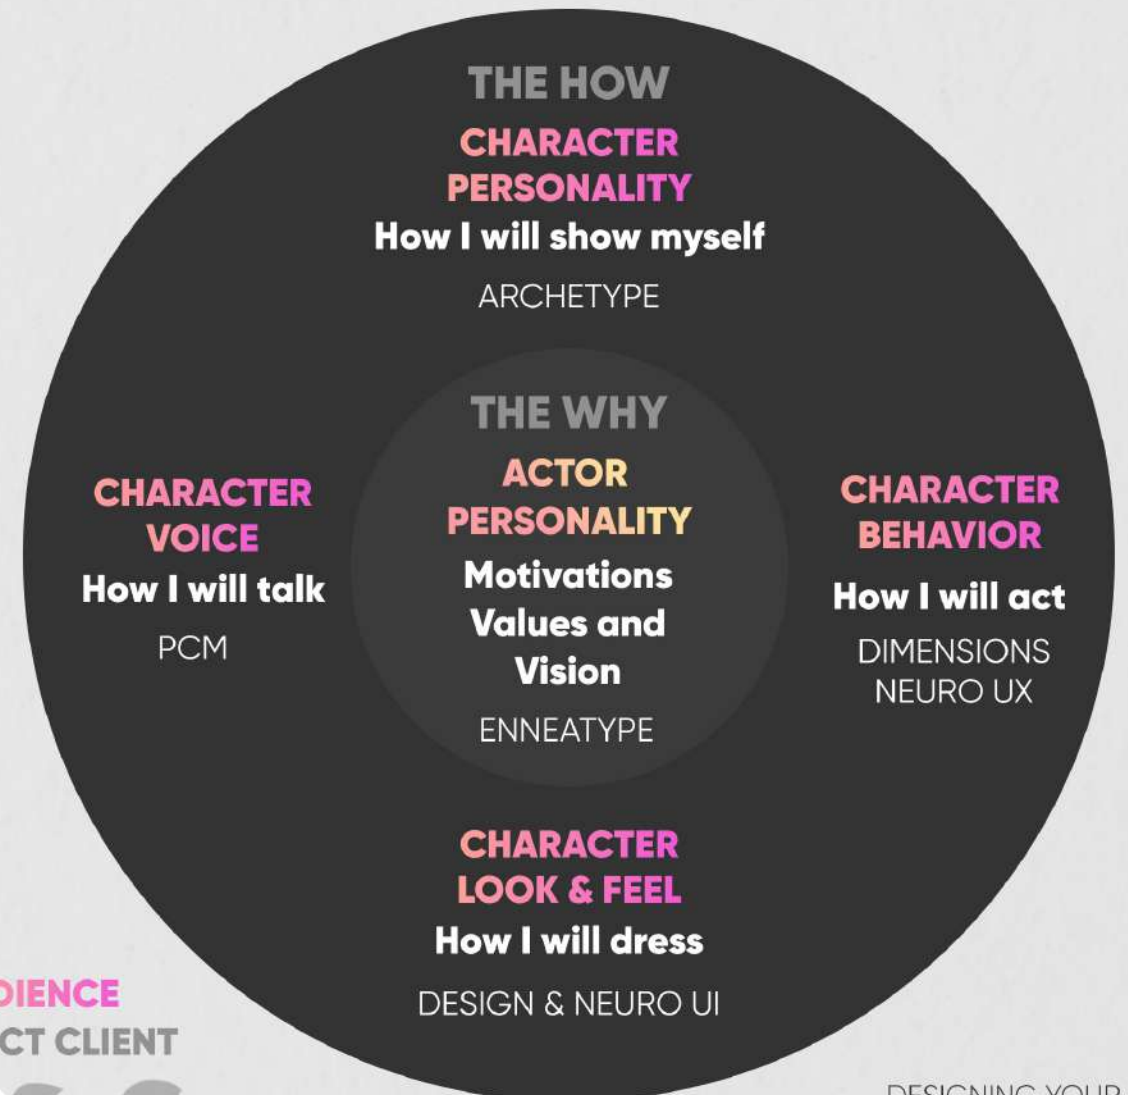 THE HOW
CHARACTER
PERSONALITY
How I will show myself
ARCHETYPE
THE WHY
ACTOR
PERSONALITY
Motivations
Values and
Vision
ENNEATYPE
CHARACTER
VOICE
How I will talk
PCM
CHARACTER
BEHAVIOR
How I will act
DIMENSIONS
NEURO UX
CHARACTER
LOOK & FEEL
How I will dress
DESIGN & NEURO UI
DIENCE
CT CLIENT
DESIGNING YOUR